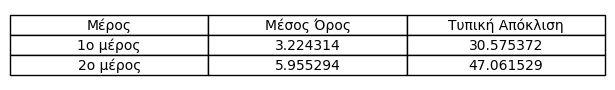 Μέρος Μέσος Όρος Τυπική Απόκλιση
1ο μέρος 3.224314 30.575372
2ο μέρος 5.955294 47.061529